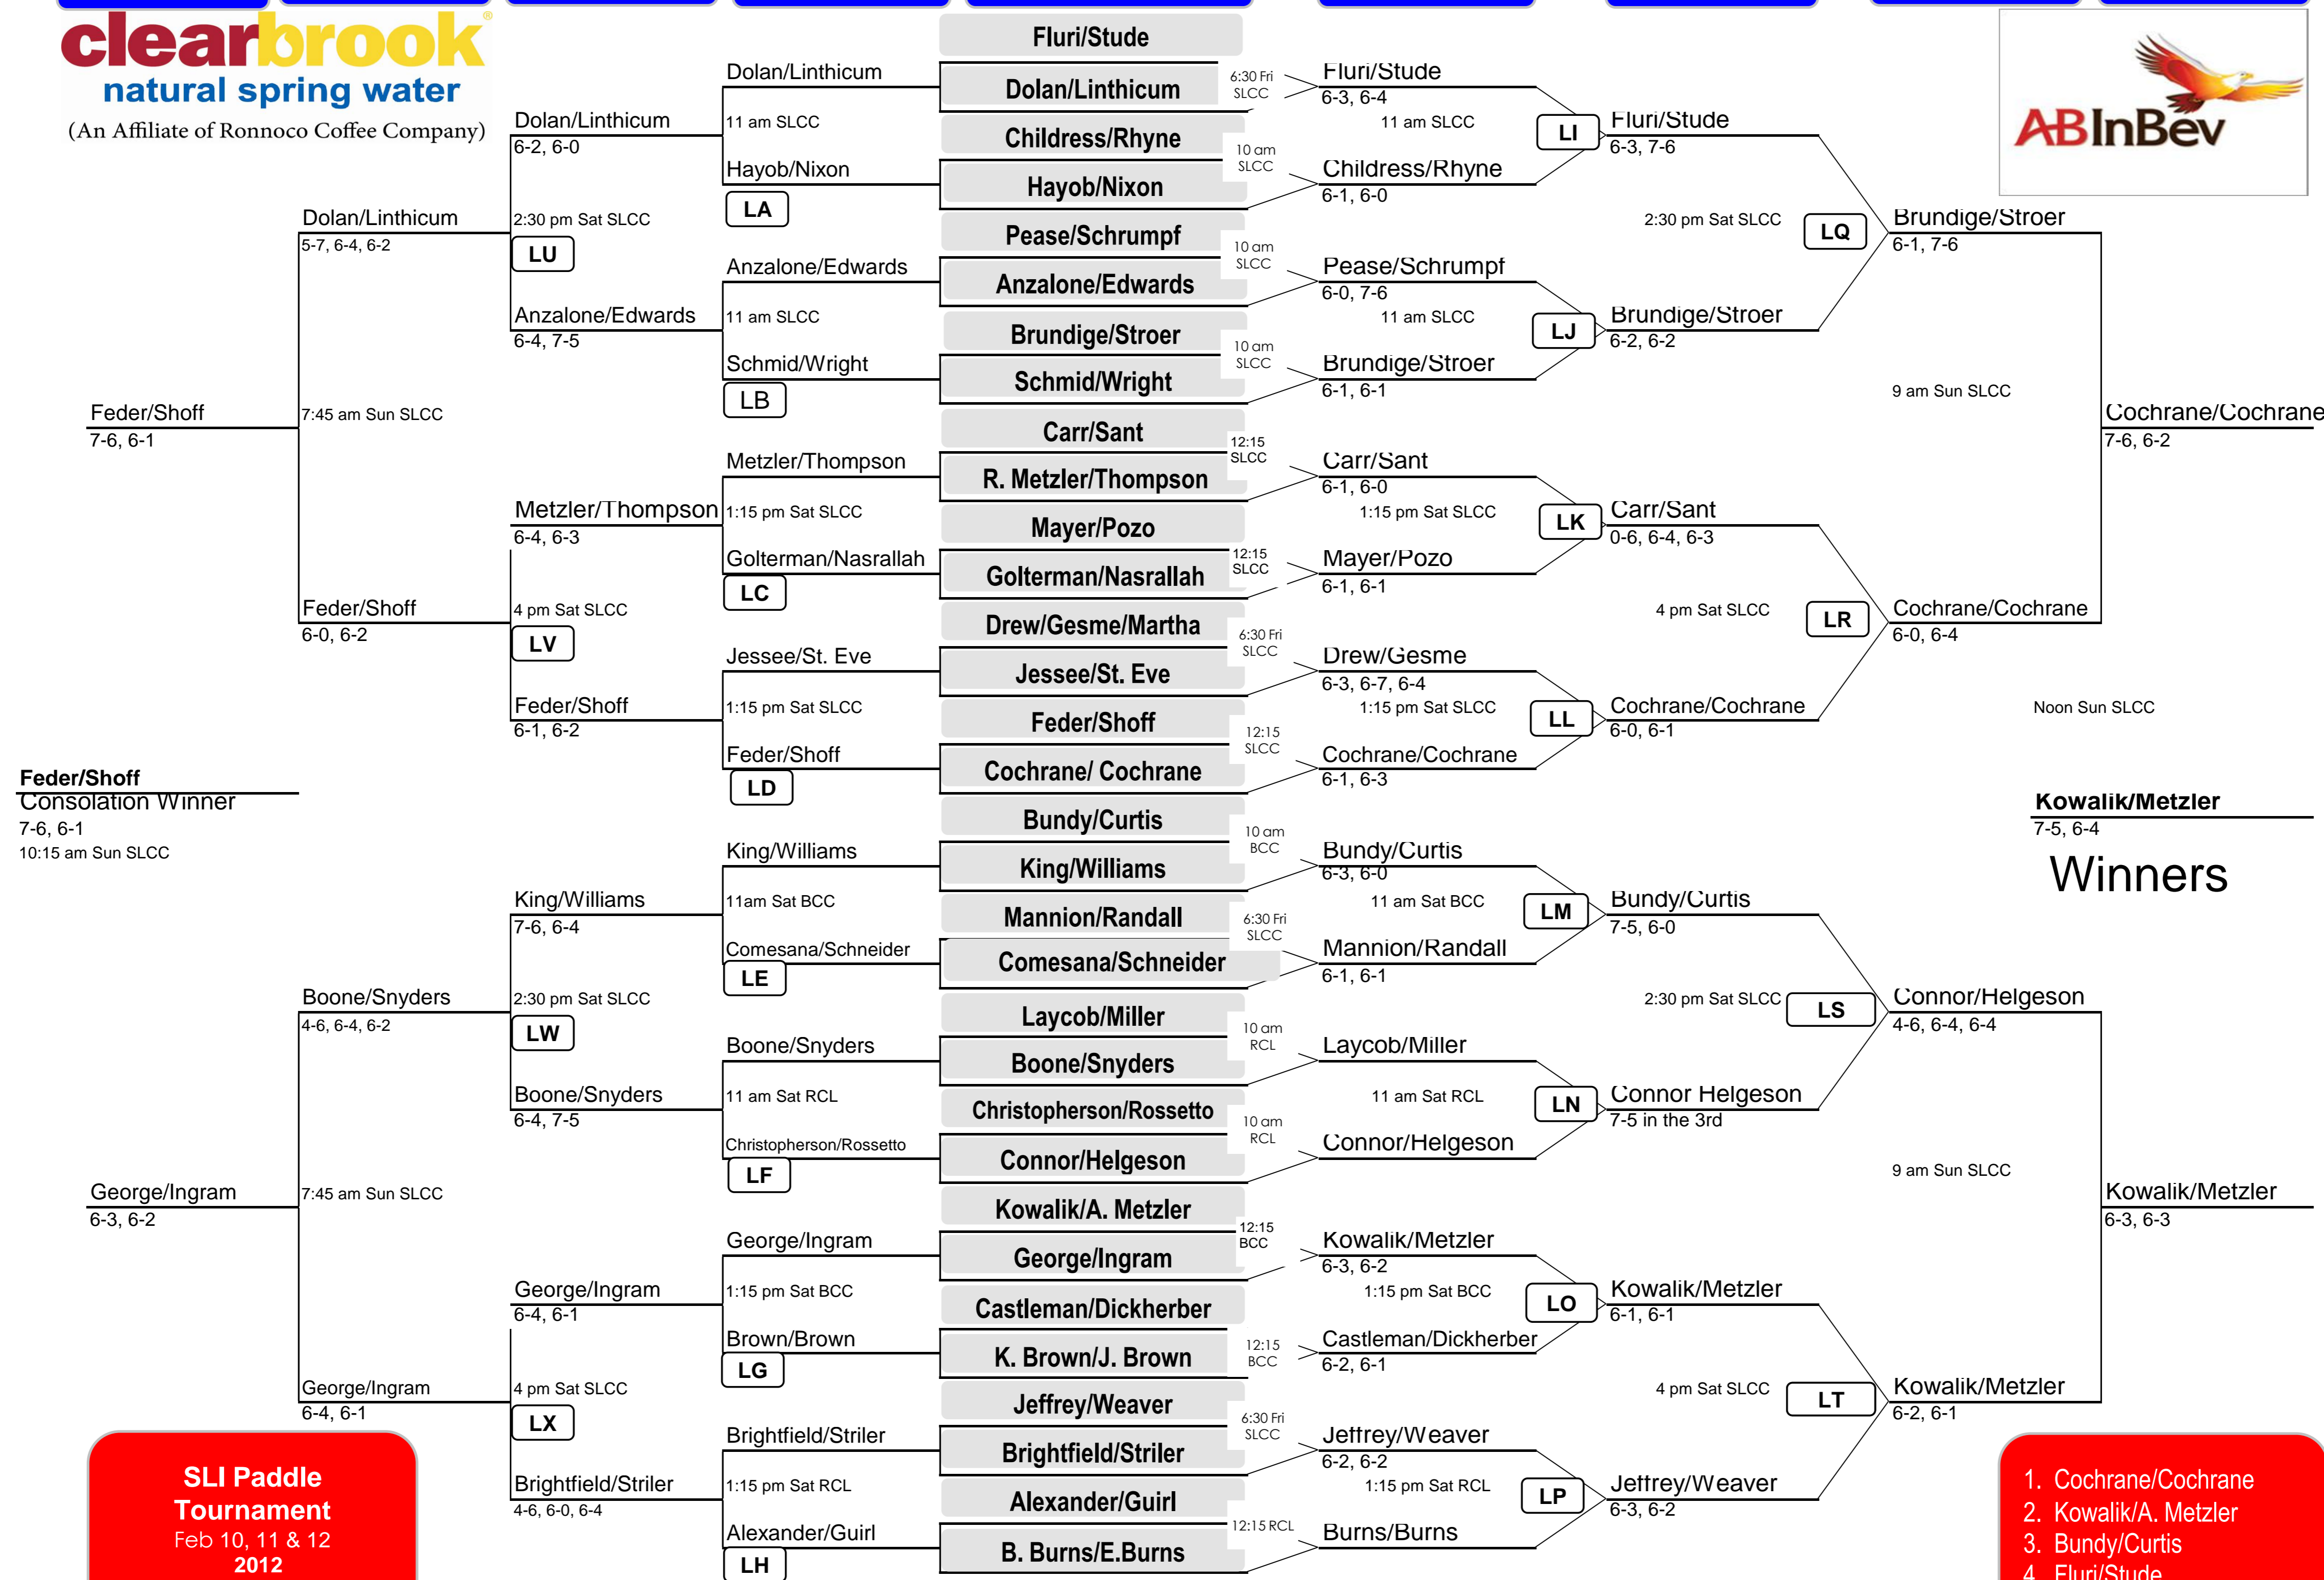 clearbrook®
natural spring water
(An Affiliate of Ronnoco Coffee Company)
ABInBev
Feder/Shoff
7-6, 6-1
Feder/Shoff
Consolation Winner
7-6, 6-1
10:15 am Sun SLCC
George/Ingram
6-3, 6-2
SLI Paddle
Tournament
Feb 10, 11 & 12
2012
Dolan/Linthicum
5-7, 6-4, 6-2
7:45 am Sun SLCC
Feder/Shoff
6-0, 6-2
Boone/Snyders
4-6, 6-4, 6-2
7:45 am Sun SLCC
George/Ingram
6-4, 6-1
Dolan/Linthicum
6-2, 6-0
2:30 pm Sat SLCC
LU
Anzalone/Edwards
6-4, 7-5
Metzler/Thompson
6-4, 6-3
4 pm Sat SLCC
LV
Feder/Shoff
6-1, 6-2
King/Williams
7-6, 6-4
2:30 pm Sat SLCC
LW
Boone/Snyders
6-4, 7-5
George/Ingram
6-4, 6-1
4 pm Sat SLCC
LX
Brightfield/Striler
4-6, 6-0, 6-4
Dolan/Linthicum
11 am SLCC
Hayob/Nixon
LA
Anzalone/Edwards
11 am SLCC
Schmid/Wright
LB
Metzler/Thompson
1:15 pm Sat SLCC
Golterman/Nasrallah
LC
Jessee/St. Eve
1:15 pm Sat SLCC
Feder/Shoff
LD
King/Williams
11am Sat BCC
Comesana/Schneider
LE
Boone/Snyders
11 am Sat RCL
Christopherson/Rossetto
LF
George/Ingram
1:15 pm Sat BCC
Brown/Brown
LG
Brightfield/Striler
1:15 pm Sat RCL
Alexander/Guirl
LH
Fluri/Stude
Dolan/Linthicum
Childress/Rhyne
Hayob/Nixon
Pease/Schrumpf
Anzalone/Edwards
Brundige/Stroer
Schmid/Wright
Carr/Sant
R. Metzler/Thompson
Mayer/Pozo
Golterman/Nasrallah
Drew/Gesme/Martha
Jessee/St. Eve
Feder/Shoff
Cochrane/ Cochrane
Bundy/Curtis
King/Williams
Mannion/Randall
Comesana/Schneider
Laycob/Miller
Boone/Snyders
Christopherson/Rossetto
Connor/Helgeson
Kowalik/A. Metzler
George/Ingram
Castleman/Dickherber
K. Brown/J. Brown
Jeffrey/Weaver
Brightfield/Striler
Alexander/Guirl
B. Burns/E.Burns
6:30 Fri
SLCC
10 am
SLCC
10 am
SLCC
10 am
SLCC
12:15
SLCC
12:15
SLCC
6:30 Fri
SLCC
12:15
SLCC
10 am
BCC
6:30 Fri
SLCC
10 am
RCL
10 am
RCL
12:15
BCC
12:15
BCC
6:30 Fri
SLCC
12:15 RCL
Fluri/Stude
6-3, 6-4
11 am SLCC
LI
Childress/Rhyne
6-1, 6-0
Pease/Schrumpf
6-0, 7-6
11 am SLCC
LJ
Brundige/Stroer
6-1, 6-1
Carr/Sant
6-1, 6-0
1:15 pm Sat SLCC
LK
Mayer/Pozo
6-1, 6-1
Drew/Gesme
6-3, 6-7, 6-4
1:15 pm Sat SLCC
LL
Cochrane/Cochrane
6-1, 6-3
Bundy/Curtis
6-3, 6-0
11 am Sat BCC
LM
Mannion/Randall
6-1, 6-1
Laycob/Miller
11 am Sat RCL
LN
Connor/Helgeson
Kowalik/Metzler
6-3, 6-2
1:15 pm Sat BCC
LO
Castleman/Dickherber
6-2, 6-1
Jeffrey/Weaver
6-2, 6-2
1:15 pm Sat RCL
LP
Burns/Burns
Fluri/Stude
6-3, 7-6
2:30 pm Sat SLCC
LQ
Brundige/Stroer
6-2, 6-2
Carr/Sant
0-6, 6-4, 6-3
4 pm Sat SLCC
LR
Cochrane/Cochrane
6-0, 6-1
Bundy/Curtis
7-5, 6-0
2:30 pm Sat SLCC
LS
Connor Helgeson
7-5 in the 3rd
Kowalik/Metzler
6-1, 6-1
4 pm Sat SLCC
LT
Jeffrey/Weaver
6-3, 6-2
Brundige/Stroer
6-1, 7-6
9 am Sun SLCC
Cochrane/Cochrane
6-0, 6-4
Connor/Helgeson
4-6, 6-4, 6-4
9 am Sun SLCC
Kowalik/Metzler
6-2, 6-1
Cochrane/Cochrane
7-6, 6-2
Noon Sun SLCC
Kowalik/Metzler
7-5, 6-4
Winners
Kowalik/Metzler
6-3, 6-3
1. Cochrane/Cochrane
2. Kowalik/A. Metzler
3. Bundy/Curtis
4. Fluri/Stude